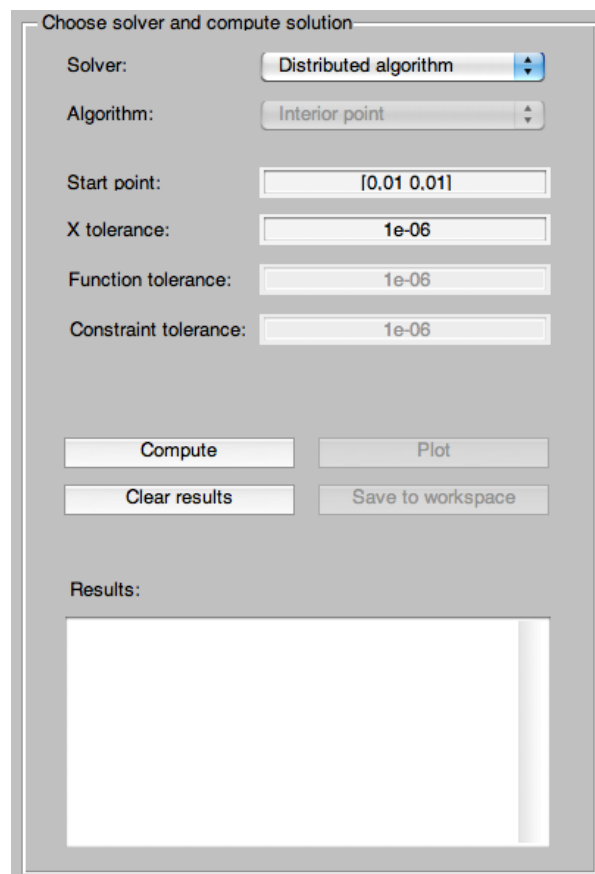 Choose solver and compute solution
Solver: Distributed algorithm
Algorithm: Interior point
Start point: [0.01 0.01]
X tolerance: 1e-06
Function tolerance: 1e-06
Constraint tolerance: 1e-06
Compute Plot
Clear results Save to workspace
Results: